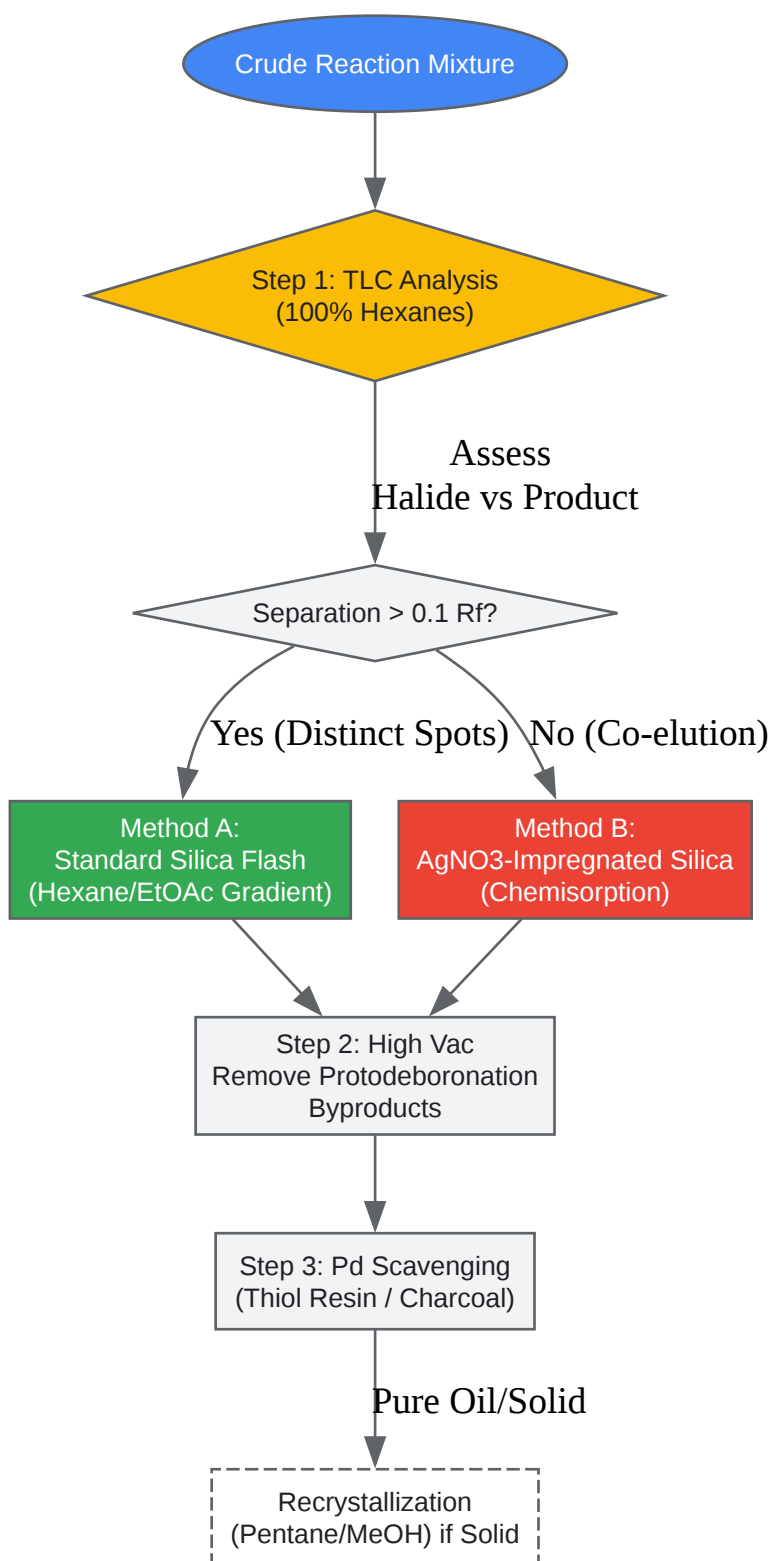 Crude Reaction Mixture
Step 1: TLC Analysis
(100% Hexanes)
Assess
Halide vs Product
Separation > 0.1 Rf?
Yes (Distinct Spots)
No (Co-elution)
Method A:
Standard Silica Flash
(Hexane/EtOAc Gradient)
Method B:
AgNO3-Impregnated Silica
(Chemisorption)
Step 2: High Vac
Remove Protodeboronation
Byproducts
Step 3: Pd Scavenging
(Thiol Resin / Charcoal)
Pure Oil/Solid
Recrystallization
(Pentane/MeOH) if Solid